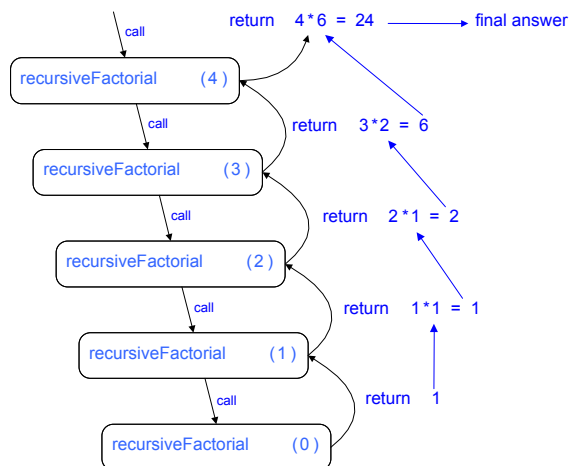 return 4*6 = 24 final answer
call
recursiveFactorial (4)
return 3*2 = 6
call
recursiveFactorial (3)
return 2*1 = 2
call
recursiveFactorial (2)
return 1*1 = 1
call
recursiveFactorial (1)
return 1
call
recursiveFactorial (0)